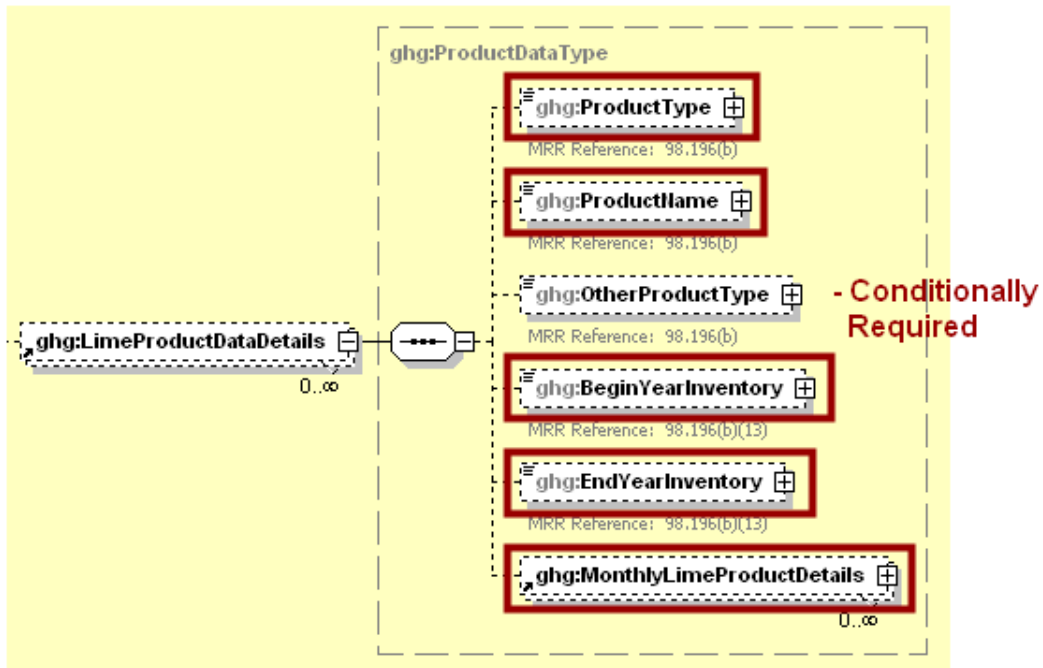 ghg:ProductDataType
ghg:ProductType
MRR Reference: 98.196(b)
ghg:ProductName
MRR Reference: 98.196(b)
ghg:OtherProductType
- Conditionally
Required
MRR Reference: 98.196(b)
ghg:LimeProductDataDetails
0..∞
ghg:BeginYearInventory
MRR Reference: 98.196(b)(13)
ghg:EndYearInventory
MRR Reference: 98.196(b)(13)
ghg:MonthlyLimeProductDetails
0..∞